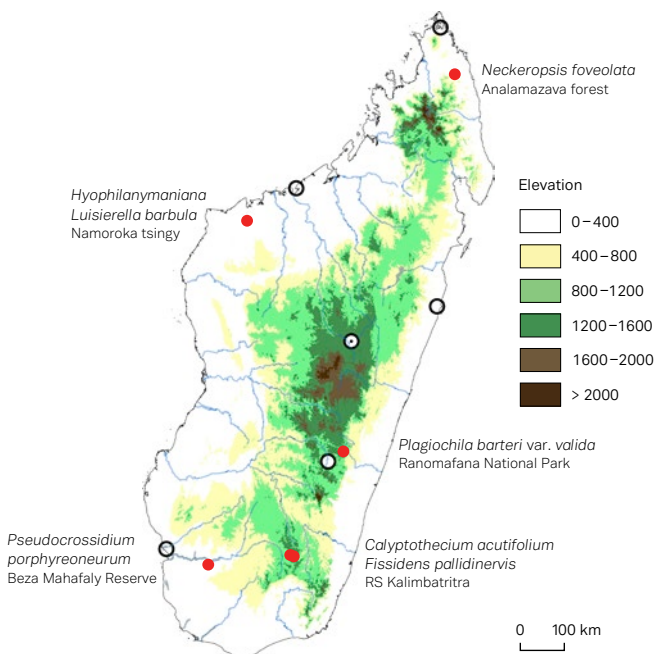 Neckeropsis foveolata
Analamazava forest
Hyophilanymaniana
Luisierella barbula
Namoroka tsingy
Elevation
0–400
400–800
800–1200
1200–1600
1600–2000
> 2000
Plagiochila barteri var. valida
Ranomafana National Park
Pseudocrossidium
porphyreoneurum
Beza Mahafaly Reserve
Calyptothecium acutifolium
Fissidens pallidinervis
RS Kalimbatritra
0 100 km